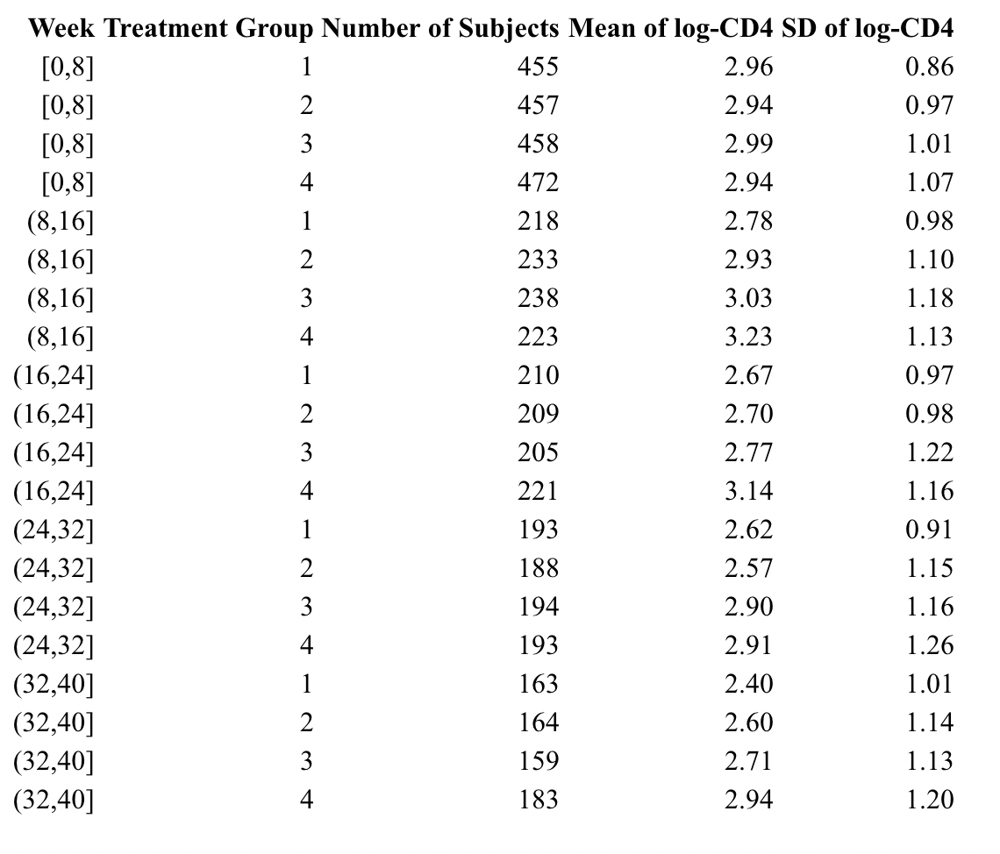 Week Treatment Group Number of Subjects Mean of log-CD4 SD of log-CD4
[0,8] 1 455 2.96 0.86
[0,8] 2 457 2.94 0.97
[0,8] 3 458 2.99 1.01
[0,8] 4 472 2.94 1.07
(8,16] 1 218 2.78 0.98
(8,16] 2 233 2.93 1.10
(8,16] 3 238 3.03 1.18
(8,16] 4 223 3.23 1.13
(16,24] 1 210 2.67 0.97
(16,24] 2 209 2.70 0.98
(16,24] 3 205 2.77 1.22
(16,24] 4 221 3.14 1.16
(24,32] 1 193 2.62 0.91
(24,32] 2 188 2.57 1.15
(24,32] 3 194 2.90 1.16
(24,32] 4 193 2.91 1.26
(32,40] 1 163 2.40 1.01
(32,40] 2 164 2.60 1.14
(32,40] 3 159 2.71 1.13
(32,40] 4 183 2.94 1.20